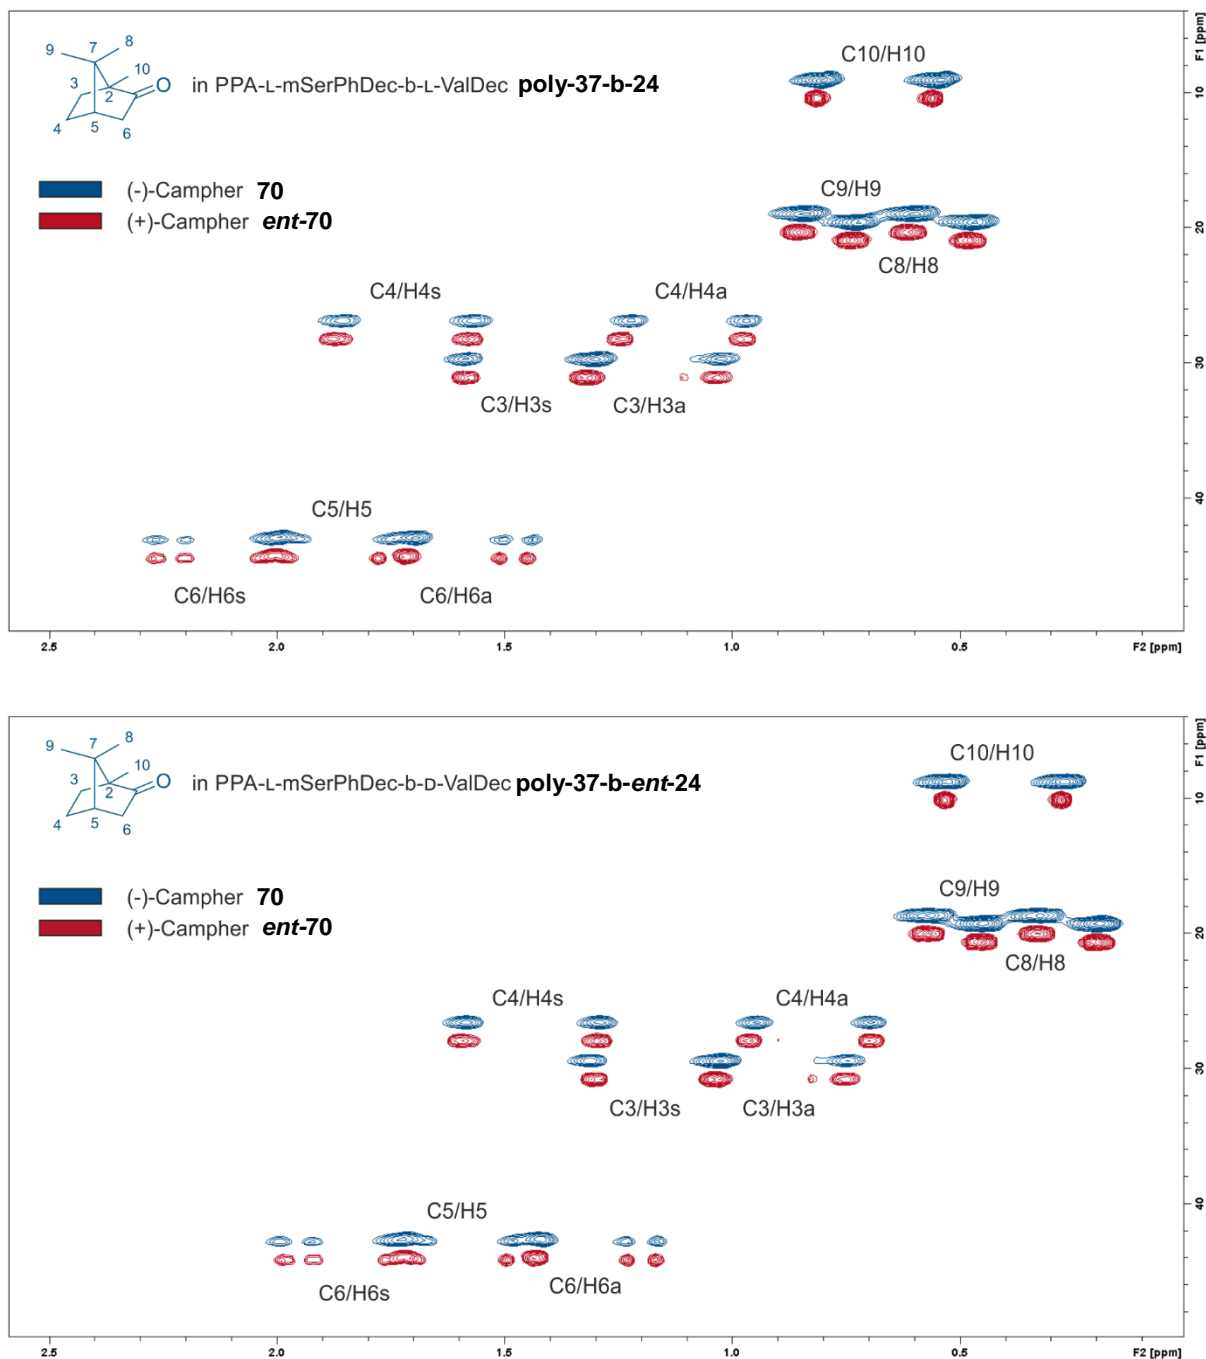 C10/H10
F1 [ppm]
9
7
8
3
10
O
2
4
5
6
in PPA-L-mSerPhDec-b-L-ValDec poly-37-b-24
10
(-)-Campher 70
(+)-Campher ent-70
C9/H9
20
C8/H8
C4/H4s
C4/H4a
30
C3/H3s
C3/H3a
40
C5/H5
C6/H6s
C6/H6a
2.5
2.0
1.5
1.0
0.5
F2 [ppm]
F1 [ppm]
9
7
8
3
10
O
2
4
5
6
in PPA-L-mSerPhDec-b-D-ValDec poly-37-b-ent-24
C10/H10
10
(-)-Campher 70
(+)-Campher ent-70
C9/H9
20
C8/H8
C4/H4s
C4/H4a
30
C3/H3s
C3/H3a
40
C5/H5
C6/H6s
C6/H6a
2.5
2.0
1.5
1.0
0.5
F2 [ppm]